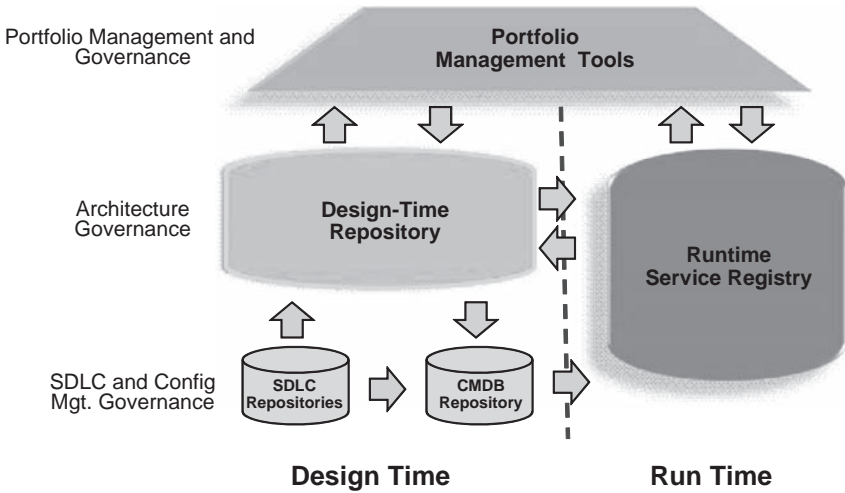 Portfolio Management and
Governance
Portfolio
Management Tools
Architecture
Governance
Design-Time
Repository
Runtime
Service Registry
SDLC and Config
Mgt. Governance
SDLC
Repositories
CMDB
Repository
Design Time
Run Time